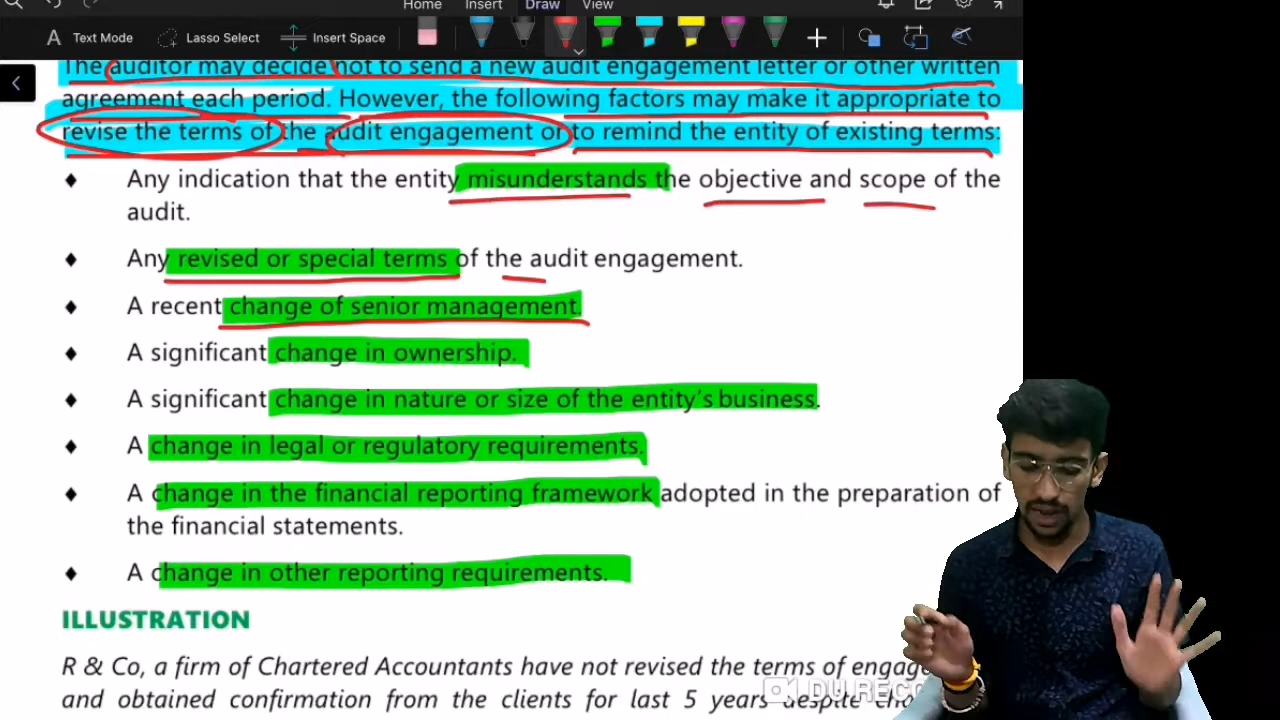 Home Insert Draw View
Text Mode Lasso Select Insert Space
The auditor may decide not to send a new audit engagement letter or other written
agreement each period. However, the following factors may make it appropriate to
revise the terms of the audit engagement or to remind the entity of existing terms:
♦ Any indication that the entity misunderstands the objective and scope of the
audit.
♦ Any revised or special terms of the audit engagement.
♦ A recent change of senior management.
♦ A significant change in ownership.
♦ A significant change in nature or size of the entity's business.
♦ A change in legal or regulatory requirements.
♦ A change in the financial reporting framework adopted in the preparation of
the financial statements.
♦ A change in other reporting requirements.
ILLUSTRATION
R & Co, a firm of Chartered Accountants have not revised the terms of
and obtained confirmation from the clients for last 5 years despite
DU REC